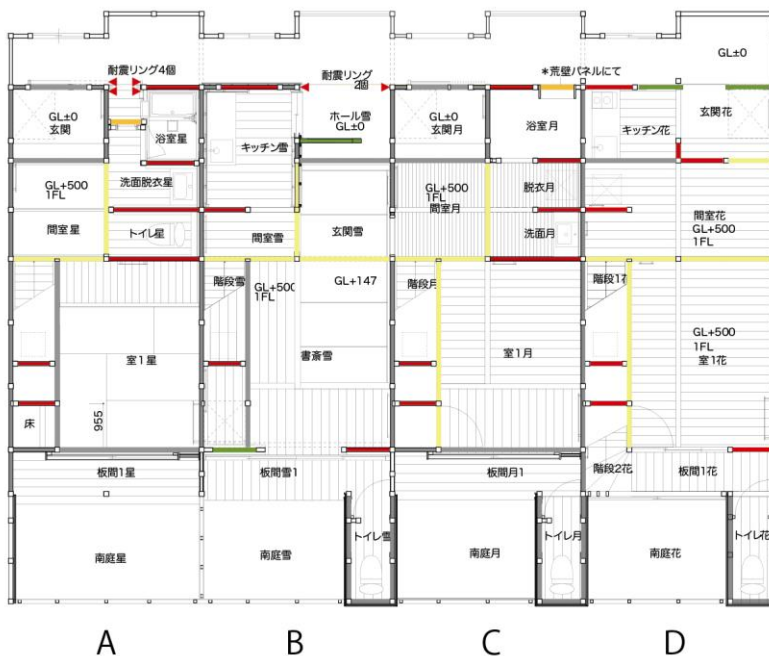 耐震リング4個
GL±0
玄関
浴室星
GL+500
1FL
洗面脱衣星
間室星
トイレ星
室1星
955
床
板間1星
南庭星
A
耐震リング
2個
ホール雪
GL±0
キッチン雪
間室雪
玄関雪
階段雪
GL+500
1FL
GL+147
書斎雪
板間雪1
トイレ雪
南庭雪
B
*荒壁パネルにて
GL±0
玄関月
浴室月
GL+500
1FL
間室月
脱衣月
洗面月
階段月
室1月
板間月1
トイレ月
南庭月
C
GL±0
キッチン花
玄関花
間室花
GL+500
1FL
階段1花
GL+500
1FL
室1花
階段2花
板間1花
トイレ花
南庭花
D